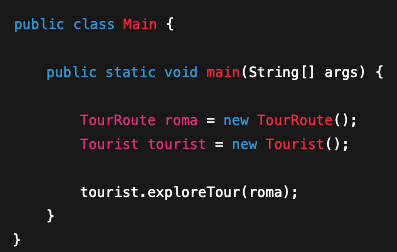 public class Main {
public static void main(String[] args) {
TourRoute roma = new TourRoute();
Tourist tourist = new Tourist();
tourist.exploreTour(roma);
}
}